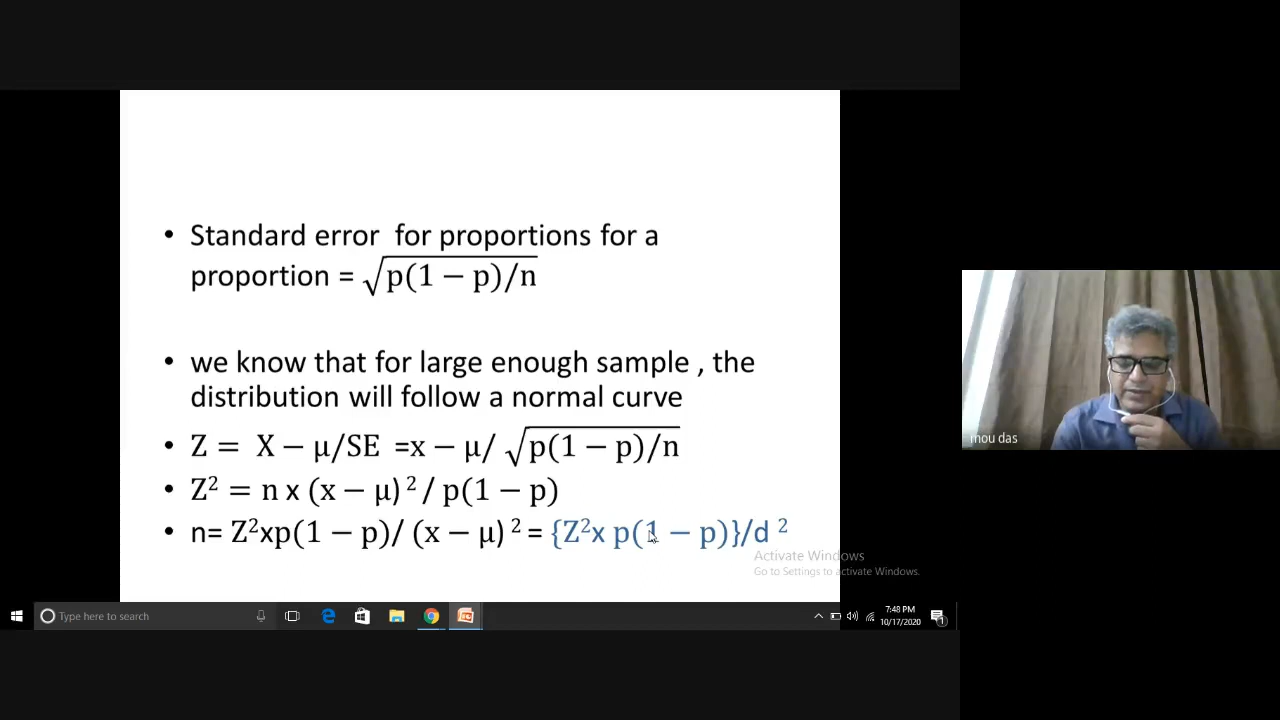 • Standard error for proportions for a
proportion = √p(1 − p)/n
• we know that for large enough sample , the
distribution will follow a normal curve
• Z = X − μ/SE =x − μ/ √p(1 − p)/n
• Z² = n x (x − μ) ² / p(1 − p)
• n= Z²xp(1 − p)/ (x − μ) ² = {Z²x p(1 − p)}/d ²
mou das
Activate Windows
Go to Settings to activate Windows.
Type here to search
7:48 PM
10/17/2020
1